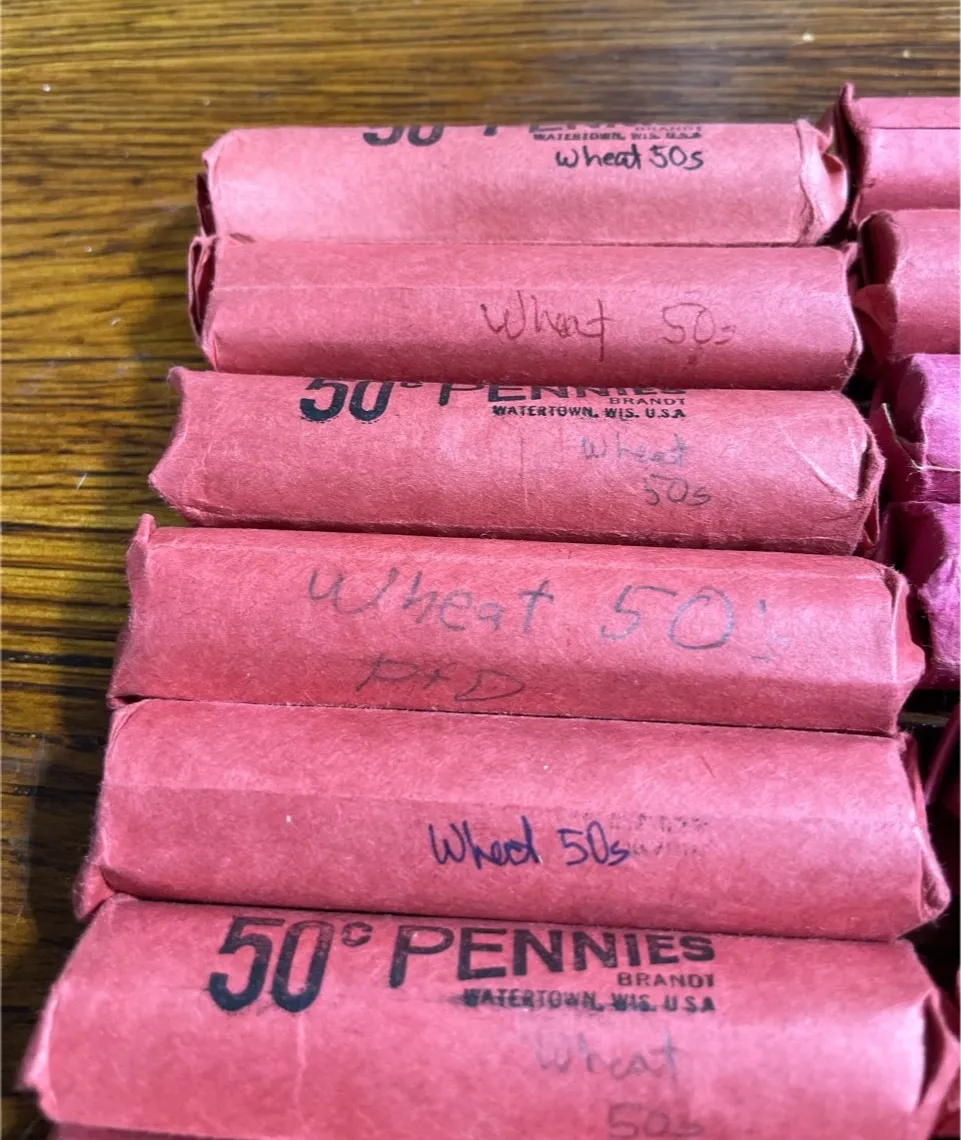 50¢ PENNIES
BRANDT
WATERTOWN, WIS. U.S.A
Wheat 50s
Wheat 50s
50¢ PENNIES
BRANDT
WATERTOWN, WIS. U.S.A
Wheat
50s
Wheat 50's
P+D
Wheat 50s
50¢ PENNIES
BRANDT
WATERTOWN, WIS. U.S.A
Wheat
50s